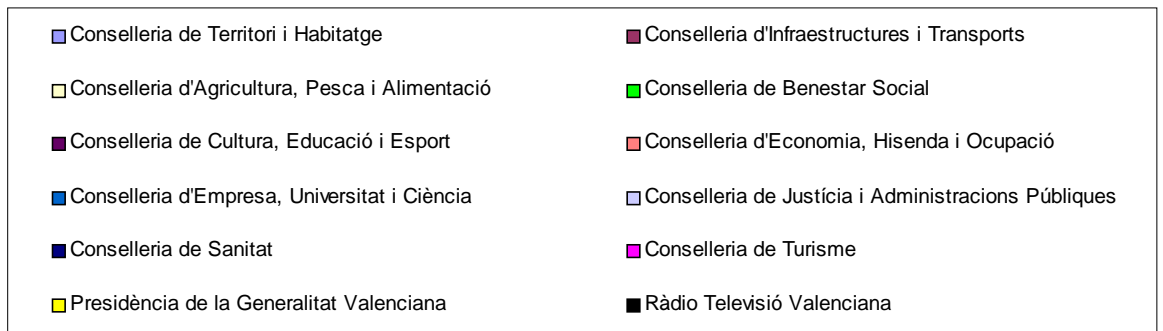 Conselleria de Territori i Habitatge
Conselleria d'Infraestructures i Transports
Conselleria d'Agricultura, Pesca i Alimentació
Conselleria de Benestar Social
Conselleria de Cultura, Educació i Esport
Conselleria d'Economia, Hisenda i Ocupació
Conselleria d'Empresa, Universitat i Ciència
Conselleria de Justícia i Administracions Públiques
Conselleria de Sanitat
Conselleria de Turisme
Presidència de la Generalitat Valenciana
Ràdio Televisió Valenciana